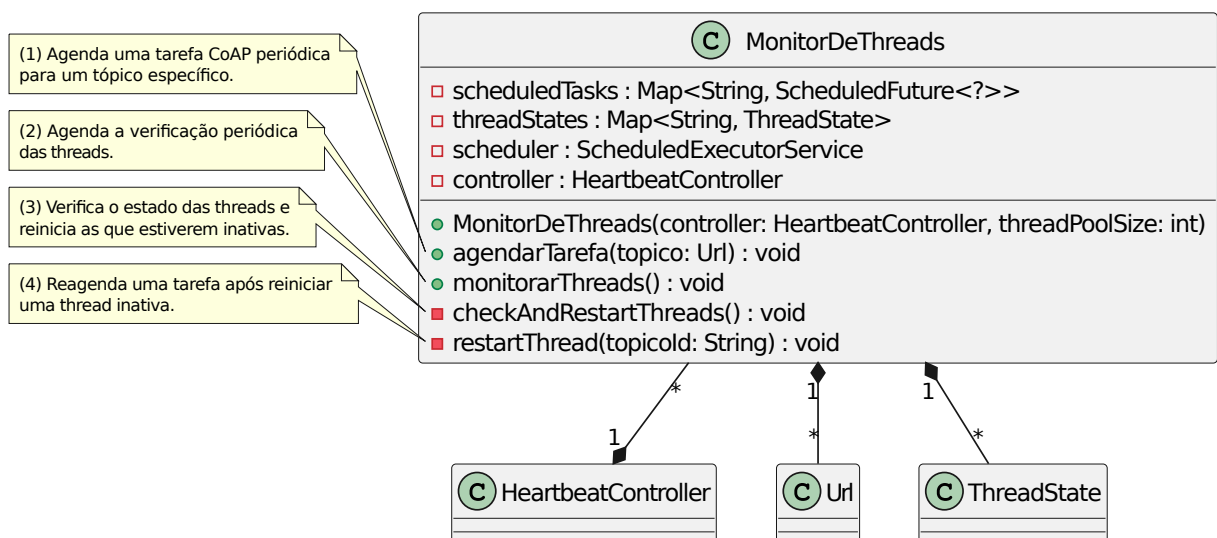 (1) Agenda uma tarefa CoAP periódica
para um tópico específico.
(2) Agenda a verificação periódica
das threads.
(3) Verifica o estado das threads e
reinicia as que estiverem inativas.
(4) Reagenda uma tarefa após reiniciar
uma thread inativa.
C MonitorDeThreads
scheduledTasks : Map<String, ScheduledFuture<?>>
threadStates : Map<String, ThreadState>
scheduler : ScheduledExecutorService
controller : HeartbeatController
MonitorDeThreads(controller: HeartbeatController, threadPoolSize: int)
agendarTarefa(topico: Url) : void
monitorarThreads() : void
checkAndRestartThreads() : void
restartThread(topicoId: String) : void
* 1 1
1 * *
C HeartbeatController
C Url
C ThreadState